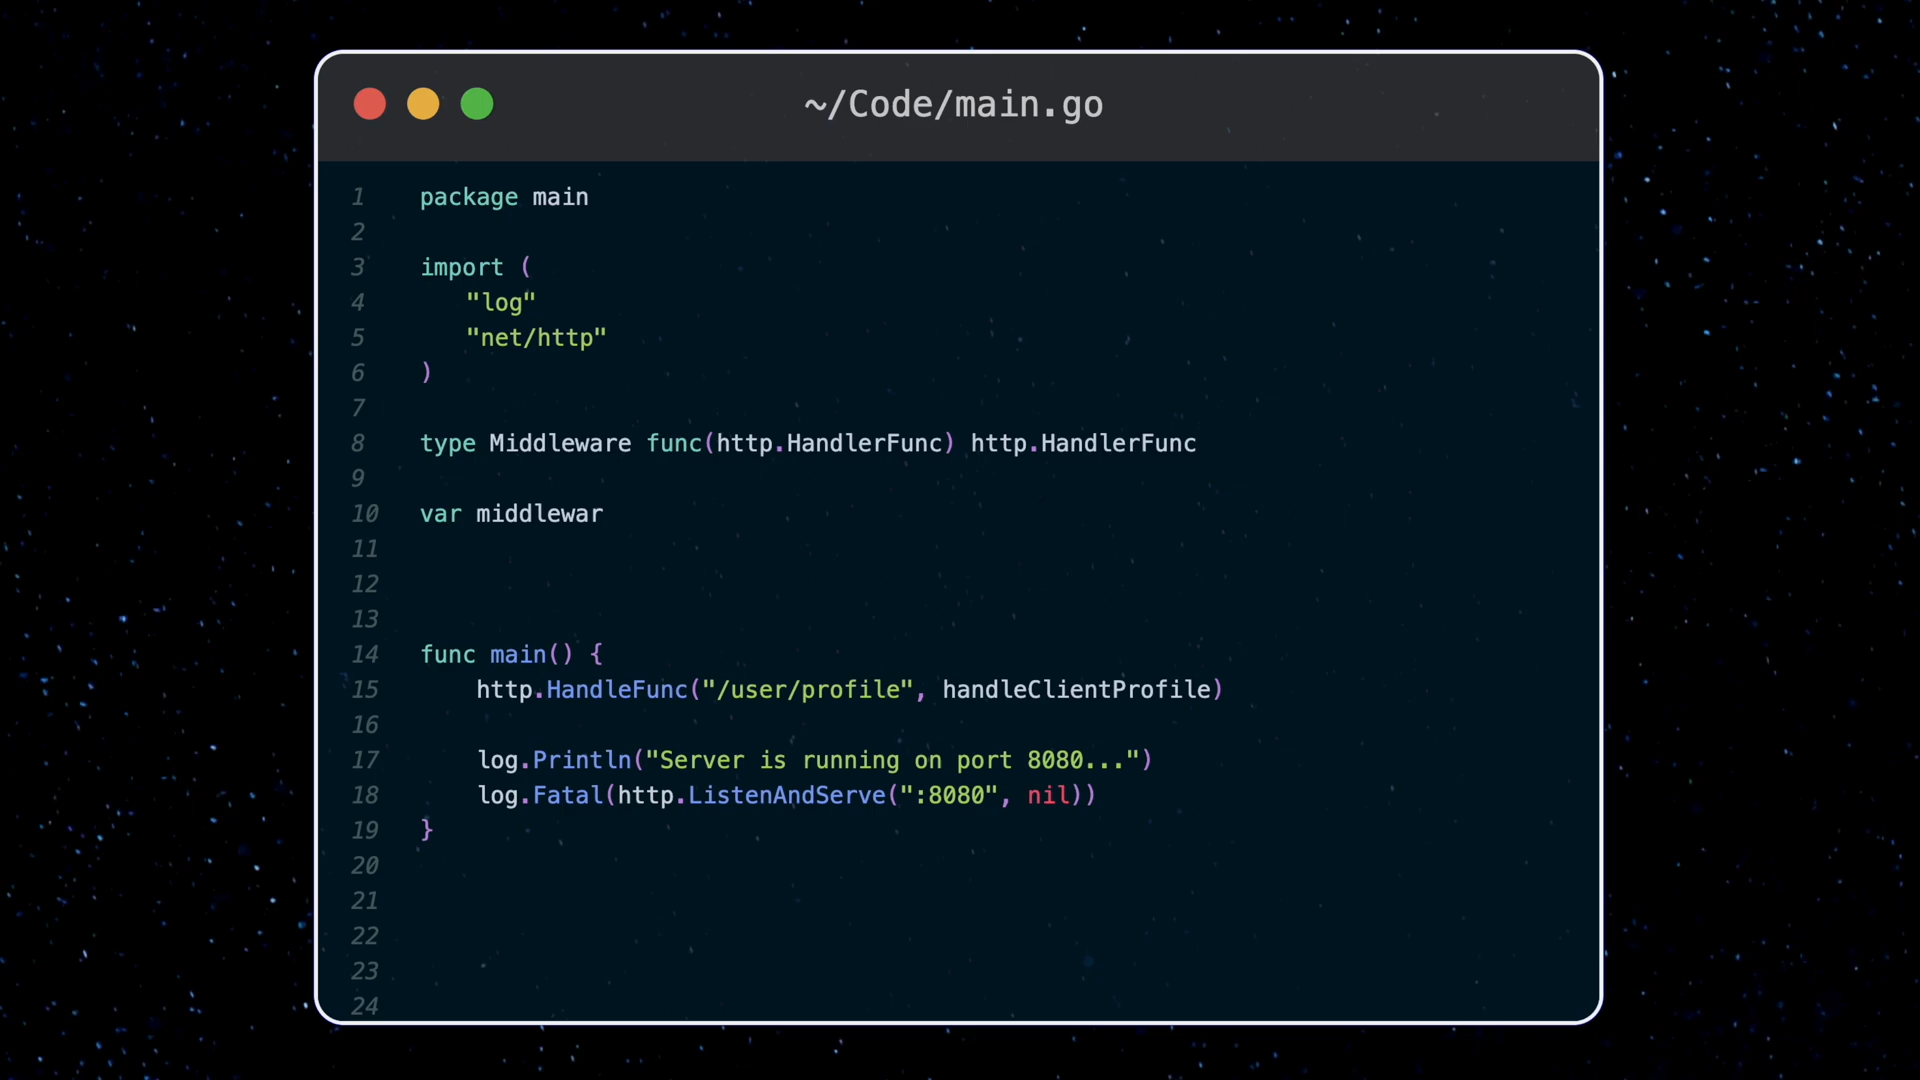 ~/Code/main.go
1 package main
2
3 import (
4 "log"
5 "net/http"
6 )
7
8 type Middleware func(http.HandlerFunc) http.HandlerFunc
9
10 var middlewar
11
12
13
14 func main() {
15 http.HandleFunc("/user/profile", handleClientProfile)
16
17 log.Println("Server is running on port 8080...")
18 log.Fatal(http.ListenAndServe(":8080", nil))
19 }
20
21
22
23
24